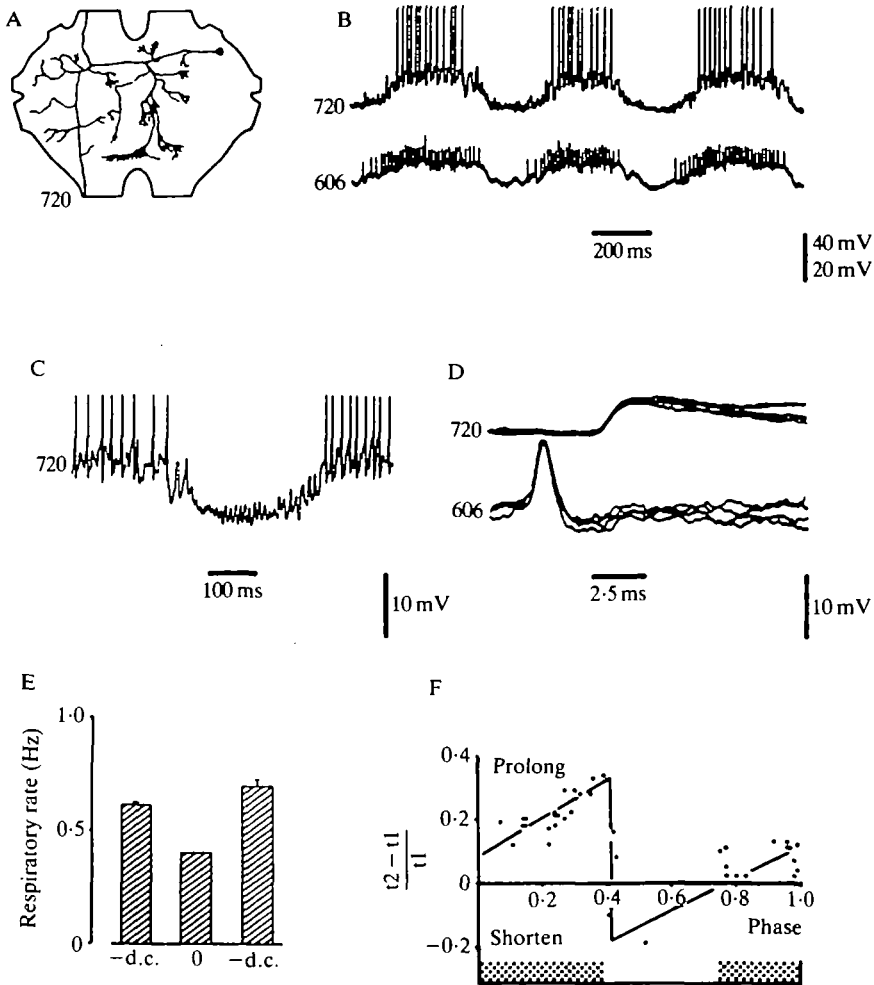 A
720
B
720
606
200 ms
40 mV
20 mV
C
720
100 ms
10 mV
D
720
606
2·5 ms
10 mV
E
Respiratory rate (Hz)
1·0
0·5
0
−d.c.
0
−d.c.
F
t2 − t1
t1
0·4
0·2
0
−0·2
Prolong
Shorten
0·2
0·4
0·6
0·8
1·0
Phase